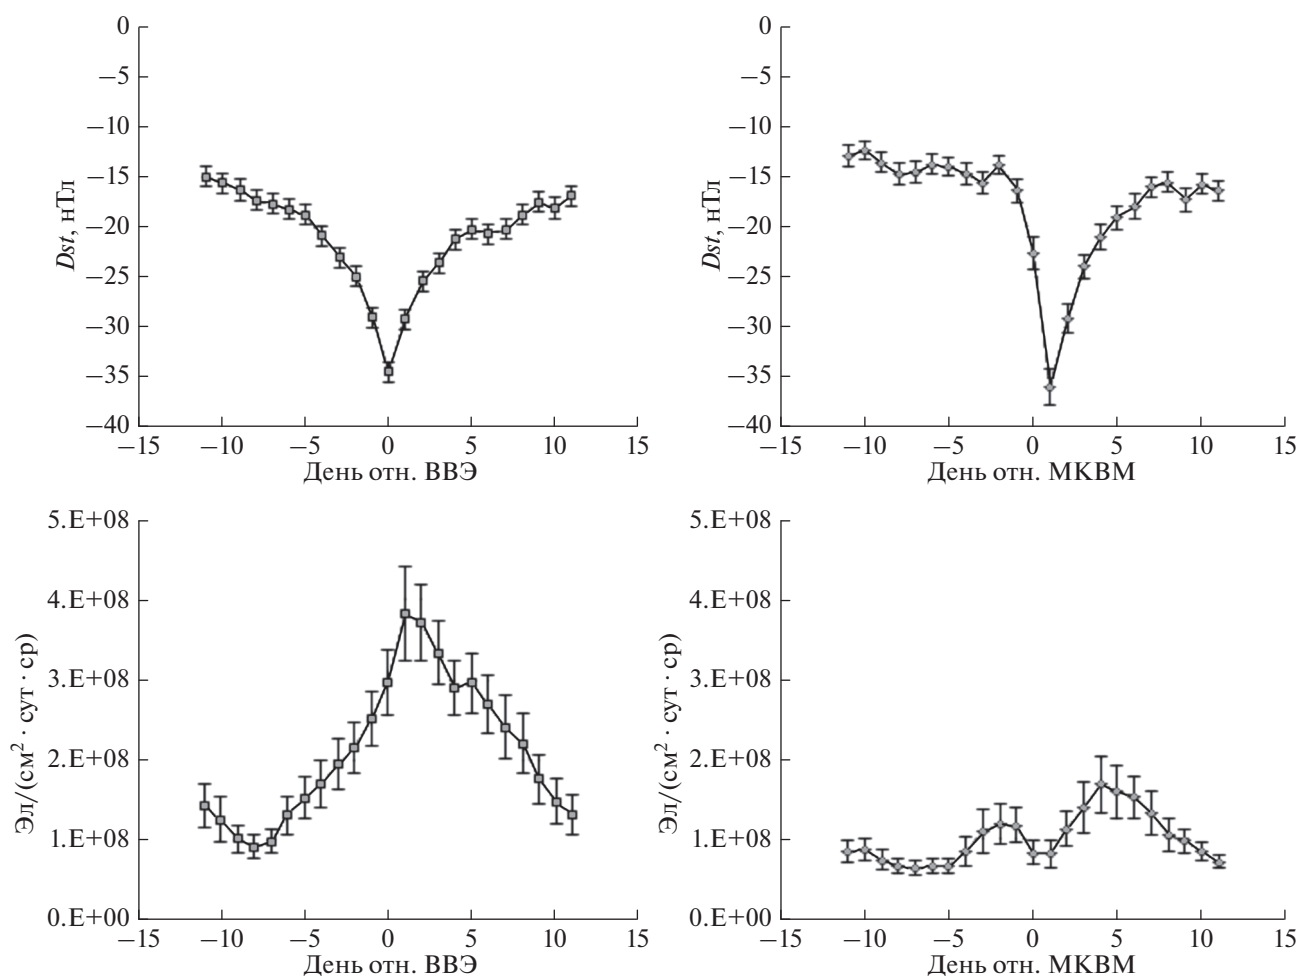 0
−5
−10
−15
−20
−25
−30
−35
−40
Dst, нТл
−15 −10 −5 0 5 10 15
День отн. ВВЭ
0
−5
−10
−15
−20
−25
−30
−35
−40
Dst, нТл
−15 −10 −5 0 5 10 15
День отн. МКВМ
5.E+08
4.E+08
3.E+08
2.E+08
1.E+08
0.E+00
Эл/(см² · сут · ср)
−15 −10 −5 0 5 10 15
День отн. ВВЭ
5.E+08
4.E+08
3.E+08
2.E+08
1.E+08
0.E+00
Эл/(см² · сут · ср)
−15 −10 −5 0 5 10 15
День отн. МКВМ